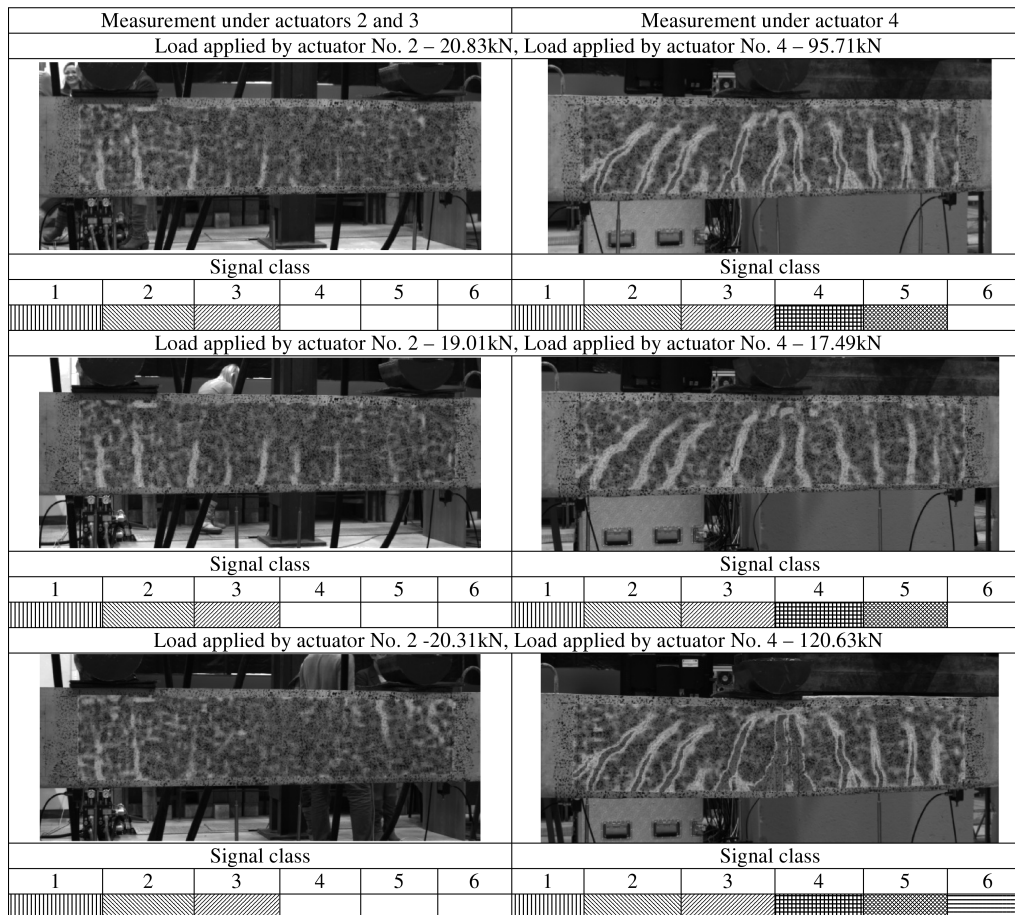 Measurement under actuators 2 and 3 Measurement under actuator 4
Load applied by actuator No. 2 – 20.83kN, Load applied by actuator No. 4 – 95.71kN
Signal class Signal class
1 2 3 4 5 6 1 2 3 4 5 6
Load applied by actuator No. 2 – 19.01kN, Load applied by actuator No. 4 – 17.49kN
Signal class Signal class
1 2 3 4 5 6 1 2 3 4 5 6
Load applied by actuator No. 2 -20.31kN, Load applied by actuator No. 4 – 120.63kN
Signal class Signal class
1 2 3 4 5 6 1 2 3 4 5 6